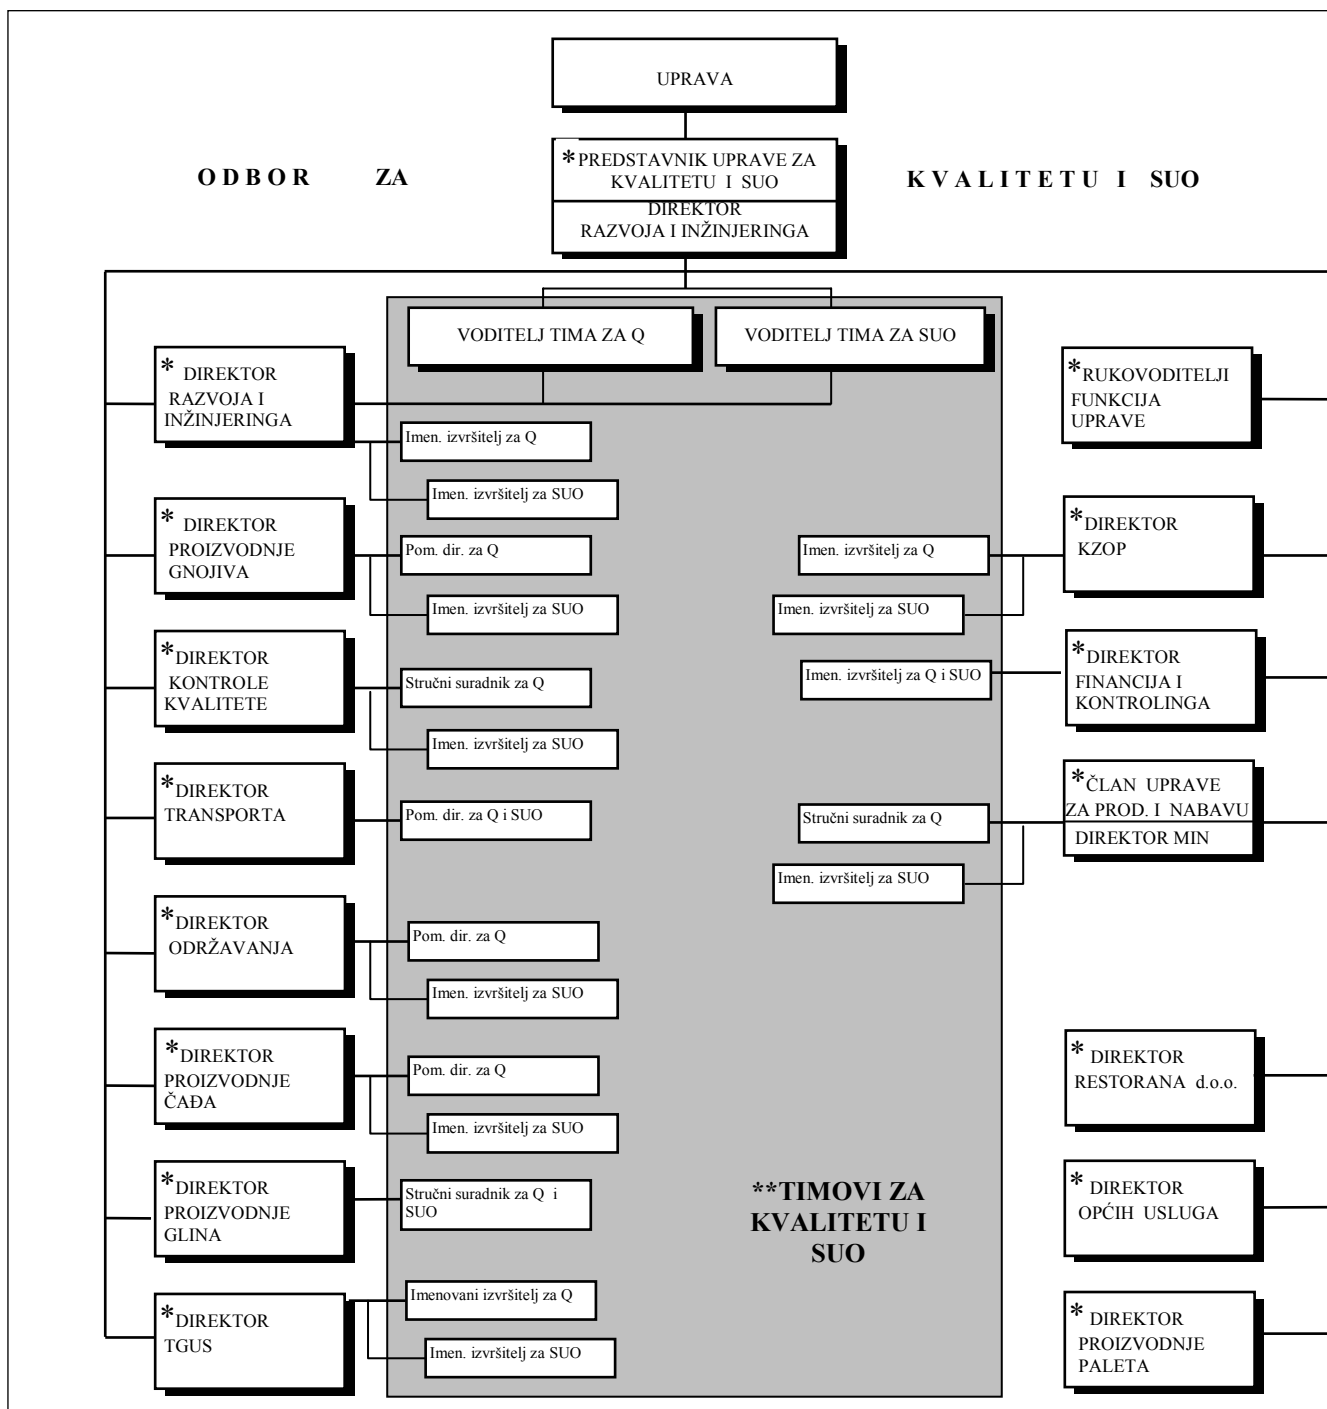 UPRAVA
*PREDSTAVNIK UPRAVE ZA
KVALITETU I SUO
DIREKTOR
RAZVOJA I INŽINJERINGA
ODBOR ZA
KVALITETU I SUO
VODITELJ TIMA ZA Q
VODITELJ TIMA ZA SUO
* DIREKTOR
RAZVOJA I
INŽINJERINGA
Imen. izvršitelj za Q
Imen. izvršitelj za SUO
* DIREKTOR
PROIZVODNJE
GNOJIVA
Pom. dir. za Q
Imen. izvršitelj za SUO
*DIREKTOR
KONTROLE
KVALITETE
Stručni suradnik za Q
Imen. izvršitelj za SUO
*DIREKTOR
TRANSPORTA
Pom. dir. za Q i SUO
*DIREKTOR
ODRŽAVANJA
Pom. dir. za Q
Imen. izvršitelj za SUO
*DIREKTOR
PROIZVODNJE
ČAĐA
Pom. dir. za Q
Imen. izvršitelj za SUO
*DIREKTOR
PROIZVODNJE
GLINA
Stručni suradnik za Q i
SUO
*DIREKTOR
TGUS
Imenovani izvršitelj za Q
Imen. izvršitelj za SUO
*RUKOVODITELJI
FUNKCIJA
UPRAVE
*DIREKTOR
KZOP
Imen. izvršitelj za Q
Imen. izvršitelj za SUO
*DIREKTOR
FINANCIJA I
KONTROLINGA
Imen. izvršitelj za Q i SUO
*ČLAN UPRAVE
ZA PROD. I NABAVU
DIREKTOR MIN
Stručni suradnik za Q
Imen. izvršitelj za SUO
* DIREKTOR
RESTORANA d.o.o.
* DIREKTOR
OPĆIH USLUGA
* DIREKTOR
PROIZVODNJE
PALETA
**TIMOVI ZA
KVALITETU I
SUO